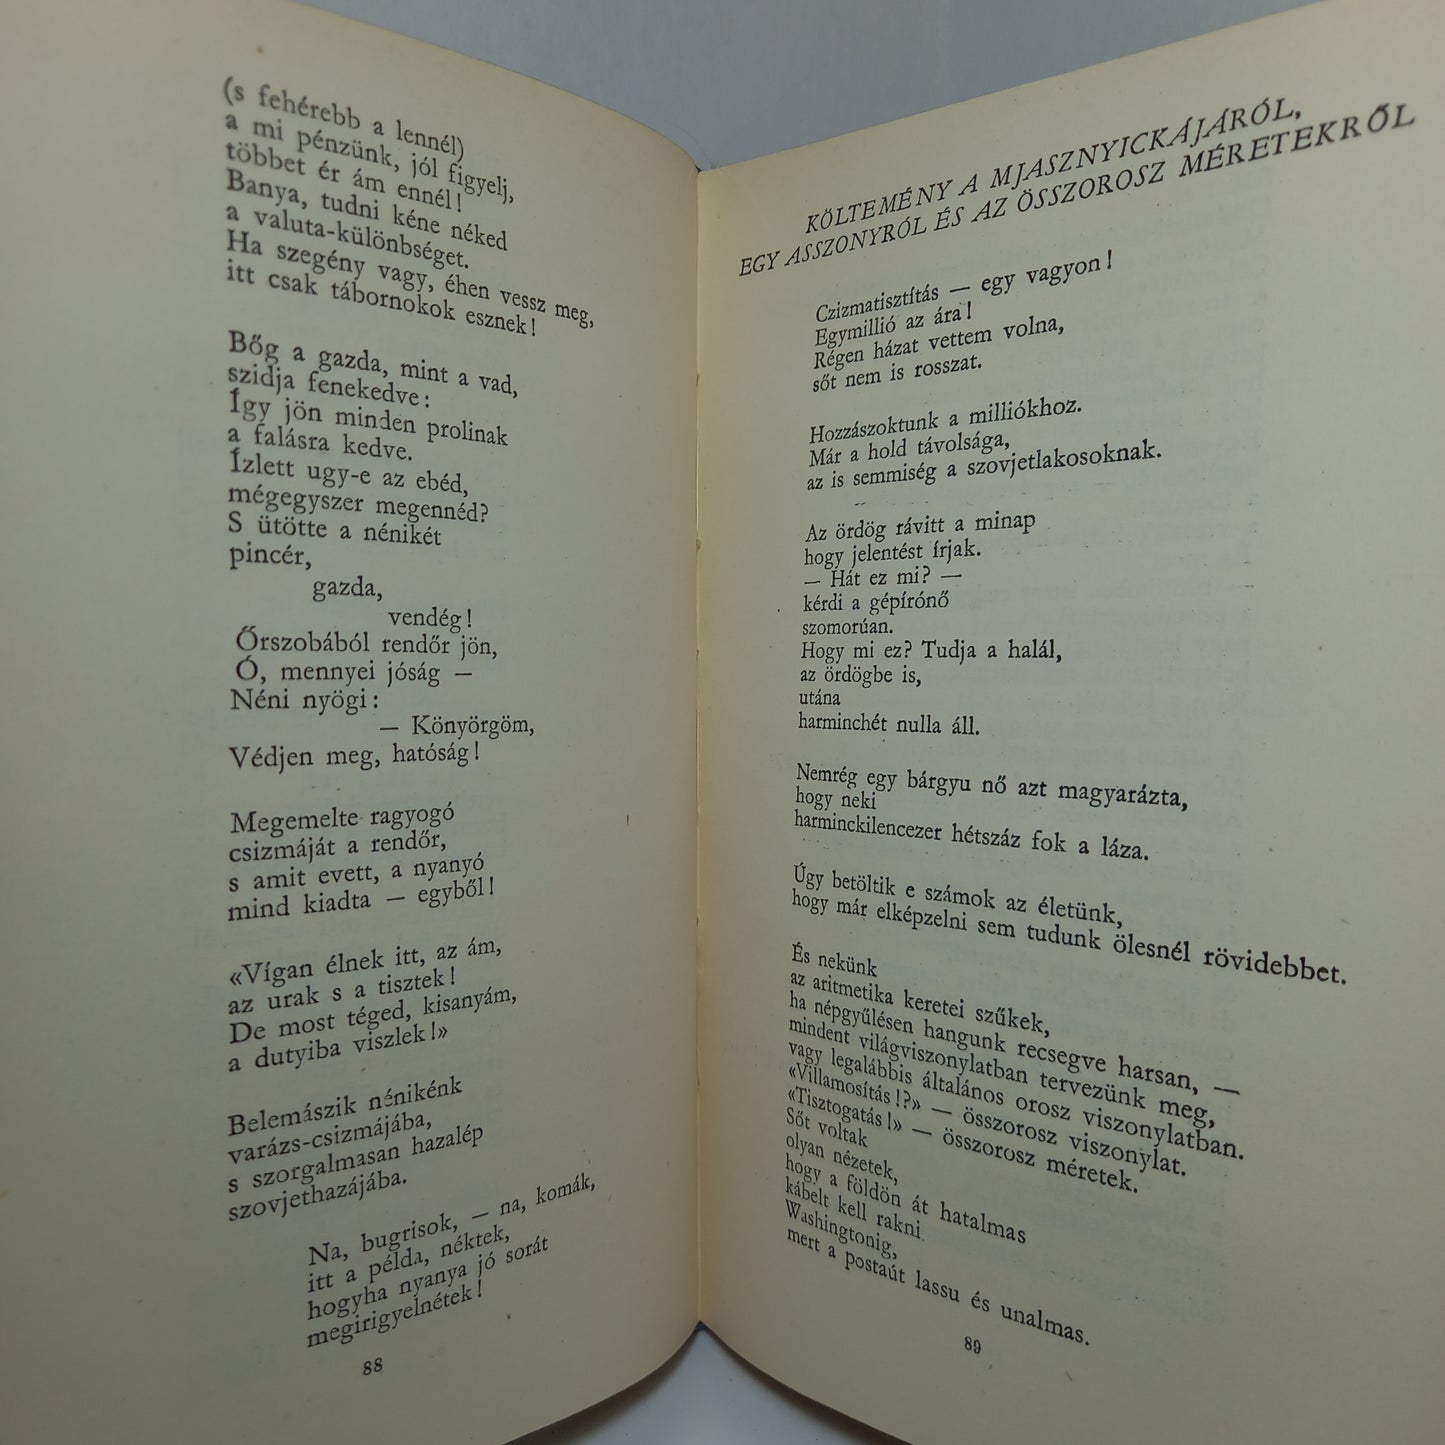 (s fehérebb a lennél)
a mi pénzünk, jól figyelj,
többet ér ám ennél!
Banya, tudni kéne néked
a valuta-különbséget.
Ha szegény vagy, éhen vessz meg,
itt csak tábornokok esznek!
Bőg a gazda, mint a vad,
szidja fenekedve:
Így jön minden prolinak
a falásra kedve.
Ízlett ugy-e az ebéd,
mégegyszer megennéd?
S ütötte a nénikét
pincér,
gazda,
vendég!
Őrszobából rendőr jön,
Ó, mennyei jóság —
Néni nyögi:
— Könyörgöm,
Védjen meg, hatóság!
Megemelte ragyogó
csizmáját a rendőr,
s amit evett, a nyanyó
mind kiadta — egyből!
«Vígan élnek itt, az ám,
az urak s a tisztek!
De most téged, kisanyám,
a dutyiba viszlek!»
Belemászik nénikénk
varázs-csizmájába,
s szorgalmasan hazalép
szovjethazájába.
Na, bugrisok, — na, komák,
itt a példa, néktek,
hogyha nyanya jó sorát
megirigyelnétek!
88
KÖLTEMÉNY A MJASZNYICKÁJÁRÓL,
EGY ASSZONYRÓL ÉS AZ ÖSSZOROSZ MÉRETEKRŐL
Czizmatisztítás — egy vagyon!
Egymillió az ára!
Régen házat vettem volna,
sőt nem is rosszat.
Hozzászoktunk a milliókhoz.
Már a hold távolsága,
az is semmiség a szovjetlakosoknak.
Az ördög rávitt a minap
hogy jelentést írjak.
— Hát ez mi? —
kérdi a gépírónő
szomorúan.
Hogy mi ez? Tudja a halál,
az ördögbe is,
utána
harminchét nulla áll.
Nemrég egy bárgyu nő azt magyarázta,
hogy neki
harminckilencezer hétszáz fok a láza.
Úgy betöltik e számok az életünk,
hogy már elképzelni sem tudunk ölesnél rövidebbet.
És nekünk
az aritmetika keretei szűkek,
ha népgyűlésen hangunk recsegve harsan, —
mindent világviszonylatban tervezünk meg,
vagy legalábbis általános orosz viszonylatban.
«Villamosítás!?» — összorosz viszonylat.
«Tisztogatás!» — összorosz méretek.
Sőt voltak
olyan nézetek,
hogy a földön át hatalmas
kábelt kell rakni
Washingtonig,
mert a postaút lassu és unalmas.
89